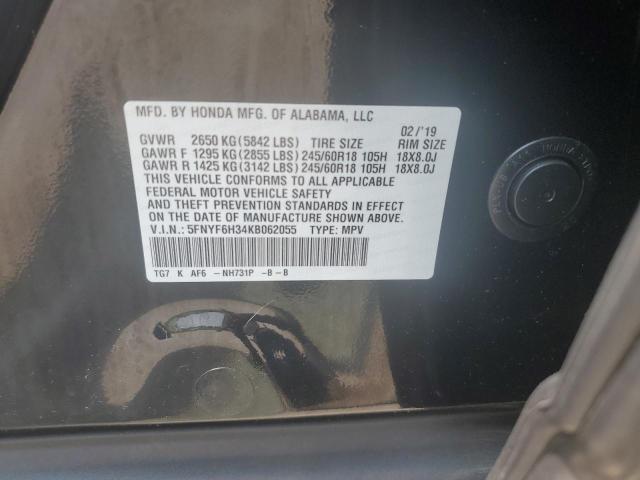 MFD. BY HONDA MFG. OF ALABAMA, LLC
02/'19
GVWR 2650 KG(5842 LBS) TIRE SIZE RIM SIZE
GAWR F 1295 KG(2855 LBS) 245/60R18 105H 18X8.0J
GAWR R 1425 KG(3142 LBS) 245/60R18 105H 18X8.0J
THIS VEHICLE CONFORMS TO ALL APPLICABLE
FEDERAL MOTOR VEHICLE SAFETY
AND THEFT PREVENTION STANDARDS IN EFFECT
ON THE DATE OF MANUFACTURE SHOWN ABOVE.
V.I.N.: 5FNYF6H34KB062055 TYPE: MPV
TG7 K AF6 -NH731P -B -B